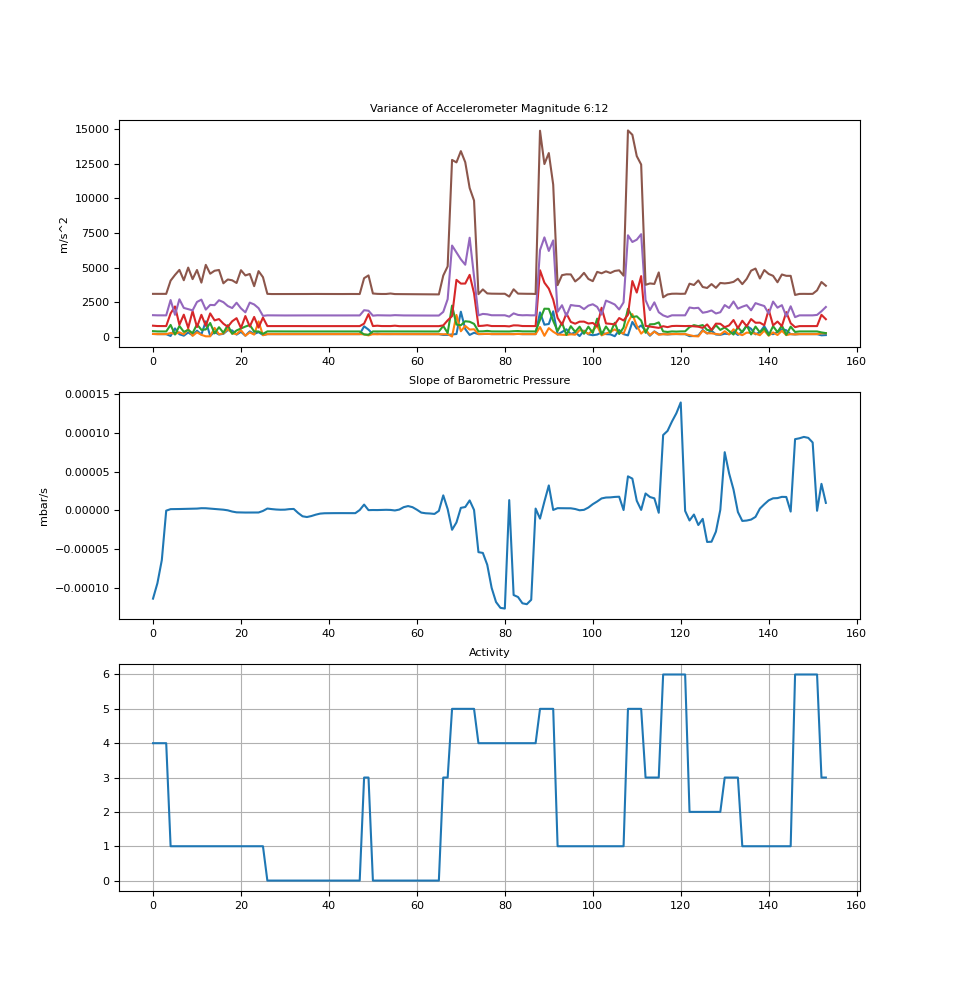 Variance of Accelerometer Magnitude 6:12
15000
12500
10000
7500
5000
2500
0
m/s^2
0 20 40 60 80 100 120 140 160
Slope of Barometric Pressure
0.00015
0.00010
0.00005
0.00000
−0.00005
−0.00010
mbar/s
0 20 40 60 80 100 120 140 160
Activity
6
5
4
3
2
1
0
0 20 40 60 80 100 120 140 160